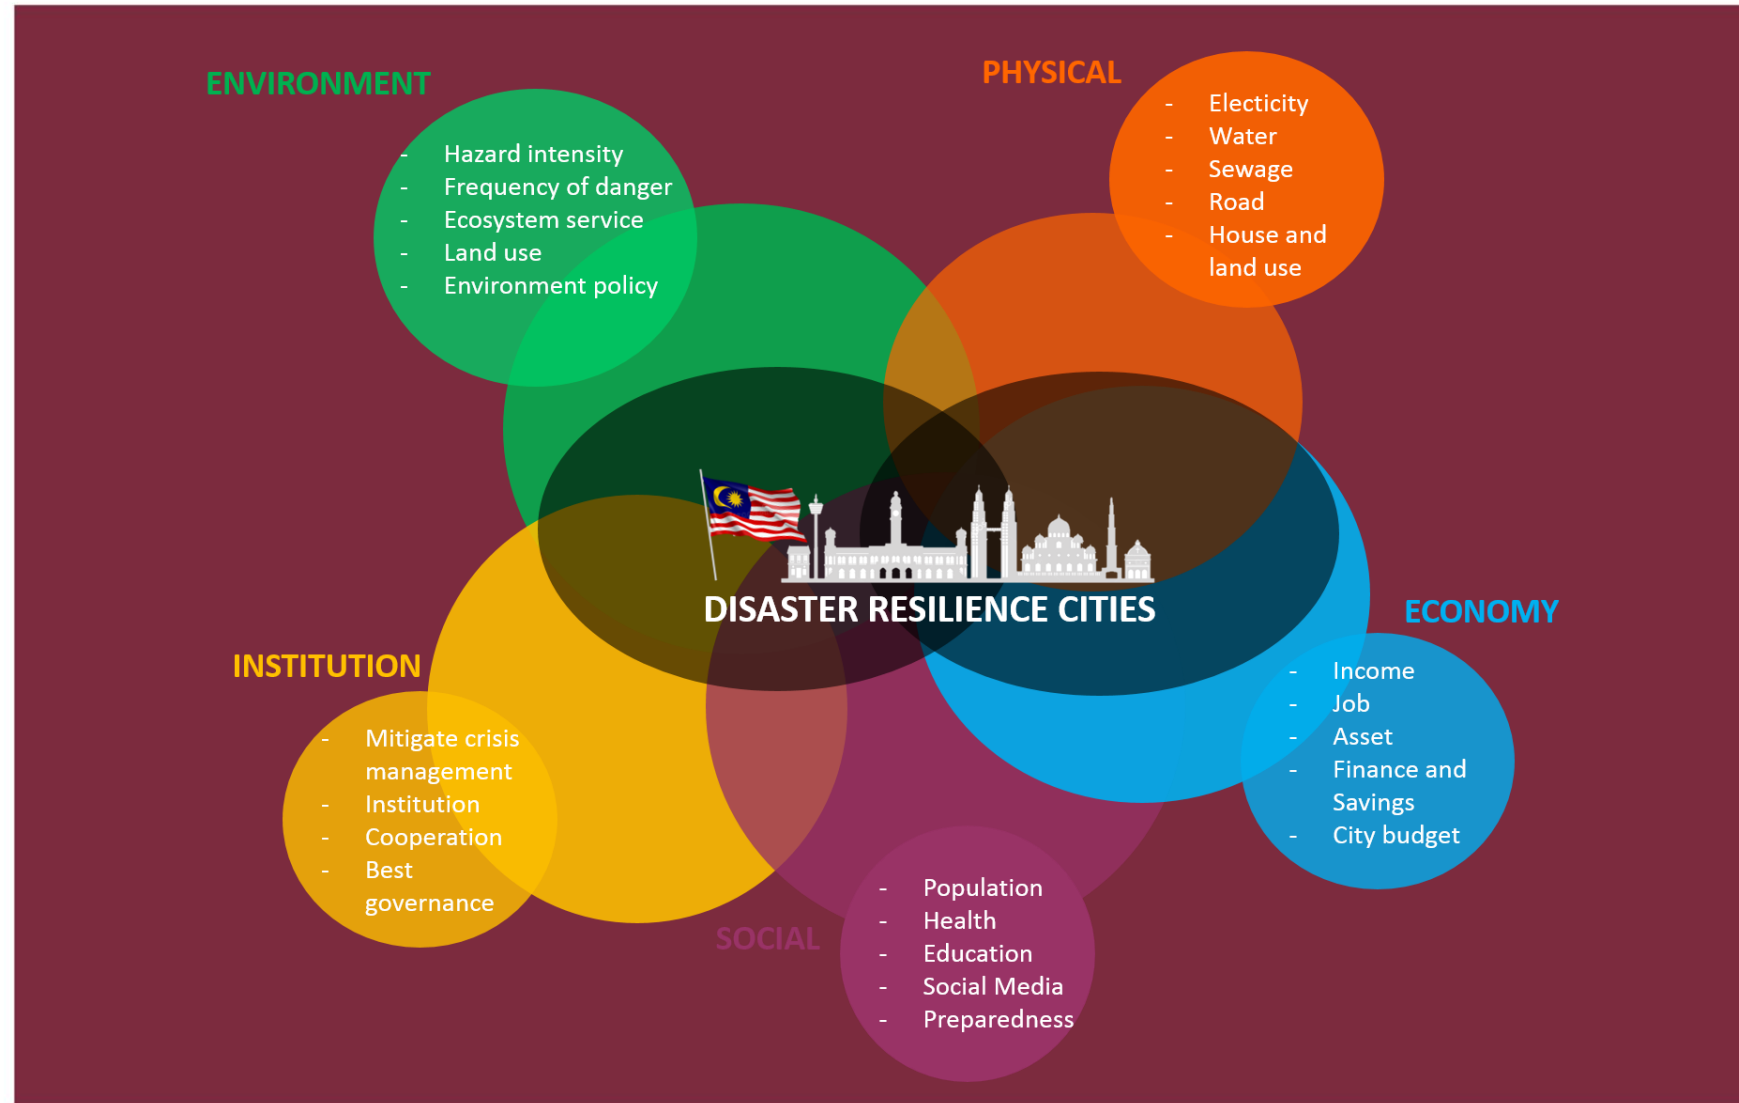 ENVIRONMENT
- Hazard intensity
- Frequency of danger
- Ecosystem service
- Land use
- Environment policy
PHYSICAL
- Electicity
- Water
- Sewage
- Road
- House and
land use
DISASTER RESILIENCE CITIES
ECONOMY
- Income
- Job
- Asset
- Finance and
Savings
- City budget
INSTITUTION
- Mitigate crisis
management
- Institution
- Cooperation
- Best
governance
SOCIAL
- Population
- Health
- Education
- Social Media
- Preparedness